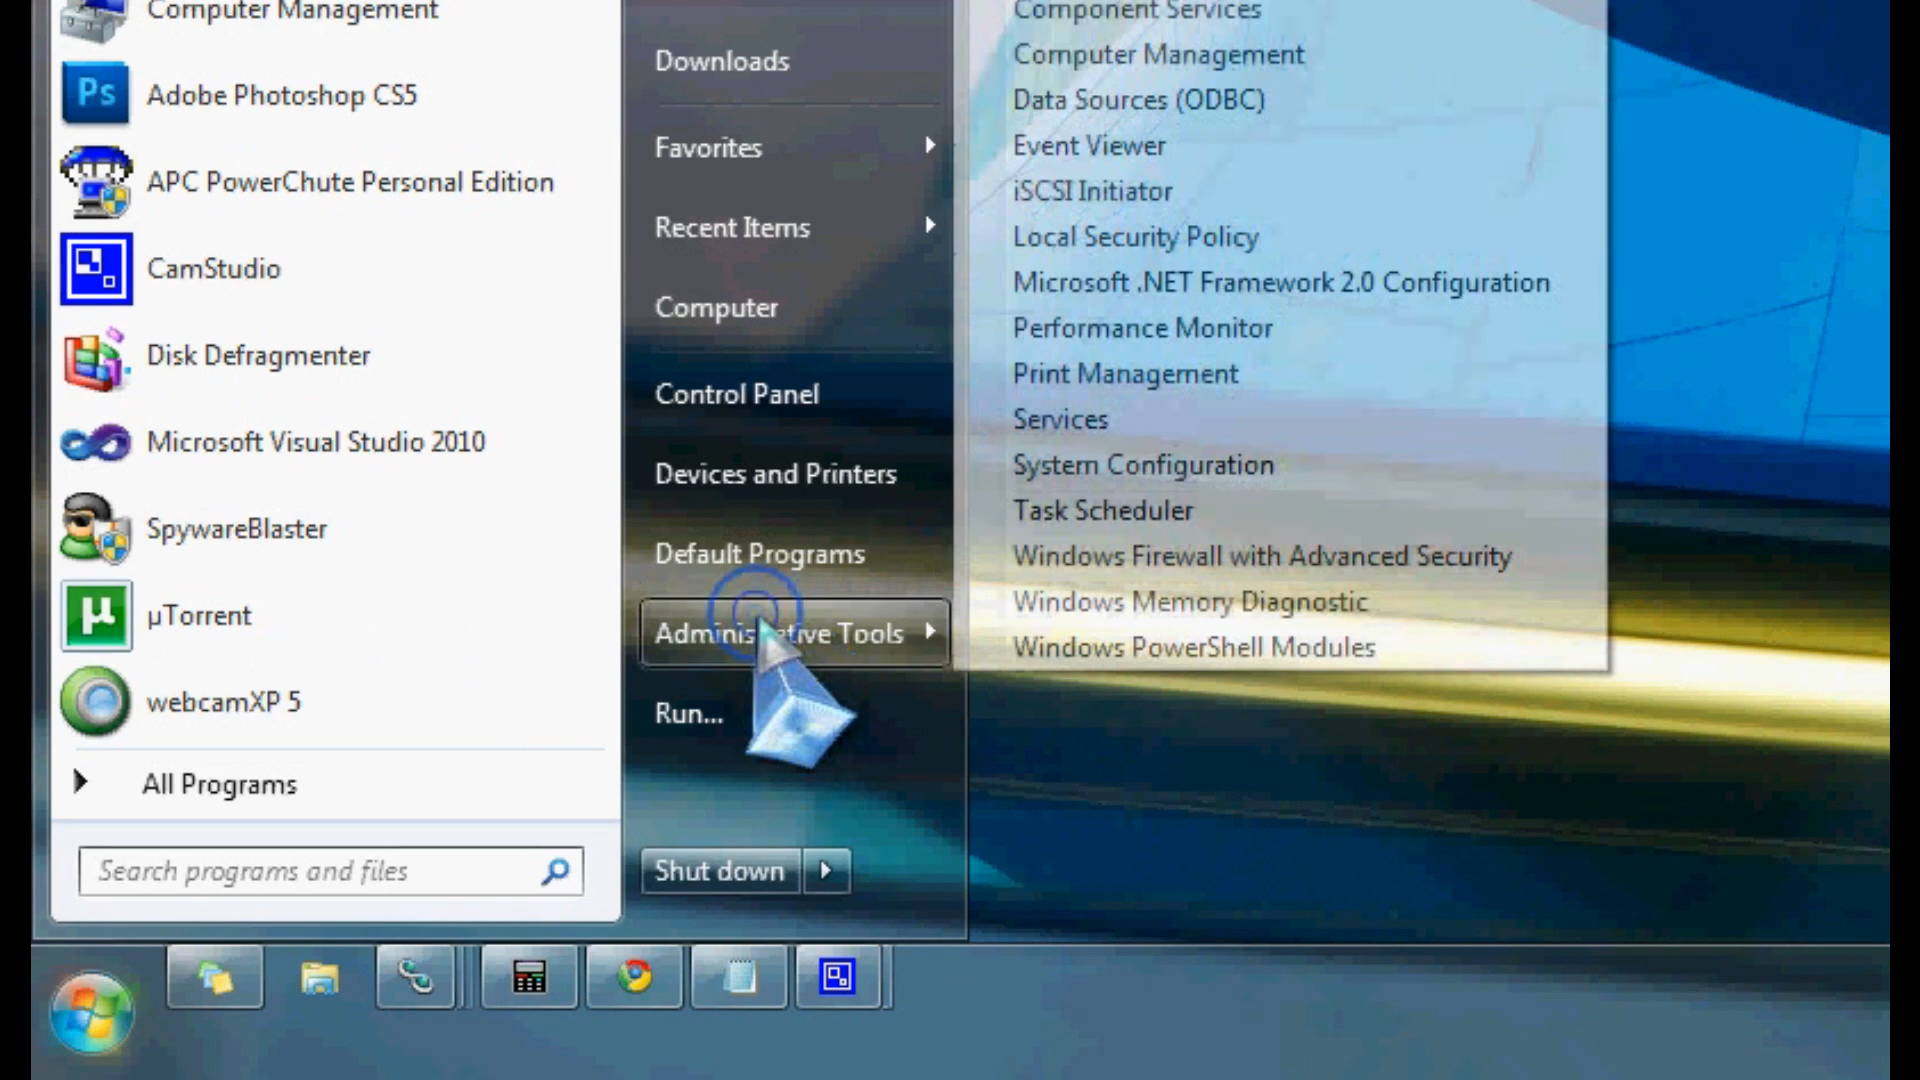 Computer Management
Ps
Adobe Photoshop CS5
APC PowerChute Personal Edition
CamStudio
Disk Defragmenter
Microsoft Visual Studio 2010
SpywareBlaster
µ
µTorrent
webcamXP 5
All Programs
Search programs and files
Downloads
Favorites
Recent Items
Computer
Control Panel
Devices and Printers
Default Programs
Administrative Tools
Run...
Shut down
Component Services
Computer Management
Data Sources (ODBC)
Event Viewer
iSCSI Initiator
Local Security Policy
Microsoft .NET Framework 2.0 Configuration
Performance Monitor
Print Management
Services
System Configuration
Task Scheduler
Windows Firewall with Advanced Security
Windows Memory Diagnostic
Windows PowerShell Modules